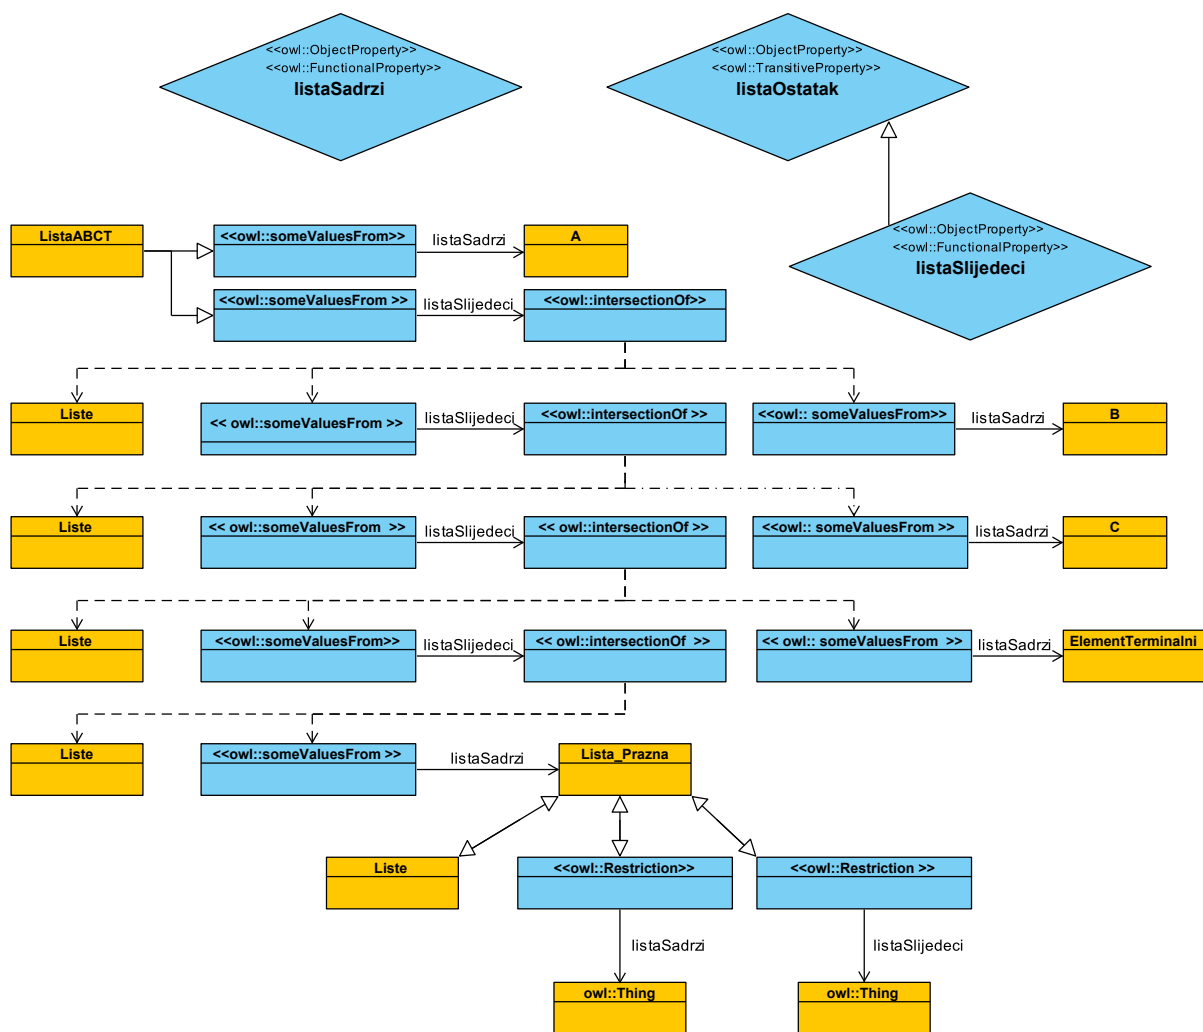 <<owl::ObjectProperty>>
<<owl::FunctionalProperty>>
listaSadrzi
<<owl::ObjectProperty>>
<<owl::TransitiveProperty>>
listaOstatak
<<owl::ObjectProperty>>
<<owl::FunctionalProperty>>
listaSlijedeci
ListaABCT
<<owl::someValuesFrom>>
listaSadrzi
A
<<owl::someValuesFrom >>
listaSlijedeci
<<owl::intersectionOf>>
Liste
<< owl::someValuesFrom >>
listaSlijedeci
<<owl::intersectionOf >>
<<owl:: someValuesFrom>>
listaSadrzi
B
Liste
<< owl::someValuesFrom  >>
listaSlijedeci
<< owl::intersectionOf >>
<<owl:: someValuesFrom >>
listaSadrzi
C
Liste
<<owl::someValuesFrom>>
listaSlijedeci
<< owl::intersectionOf  >>
<< owl:: someValuesFrom  >>
listaSadrzi
ElementTerminalni
Liste
<<owl::someValuesFrom >>
listaSadrzi
Lista_Prazna
Liste
<<owl::Restriction>>
<<owl::Restriction >>
listaSadrzi
listaSlijedeci
owl::Thing
owl::Thing